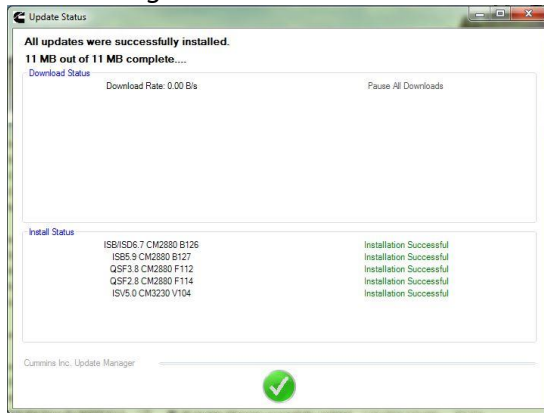 Update Status
All updates were successfully installed.
11 MB out of 11 MB complete....
Download Status
Download Rate: 0.00 B/s Pause All Downloads
Install Status
ISB/ISD6.7 CM2880 B126 Installation Successful
ISB5.9 CM2880 B127 Installation Successful
QSF3.8 CM2880 F112 Installation Successful
QSF2.8 CM2880 F114 Installation Successful
ISV5.0 CM3230 V104 Installation Successful
Cummins Inc. Update Manager